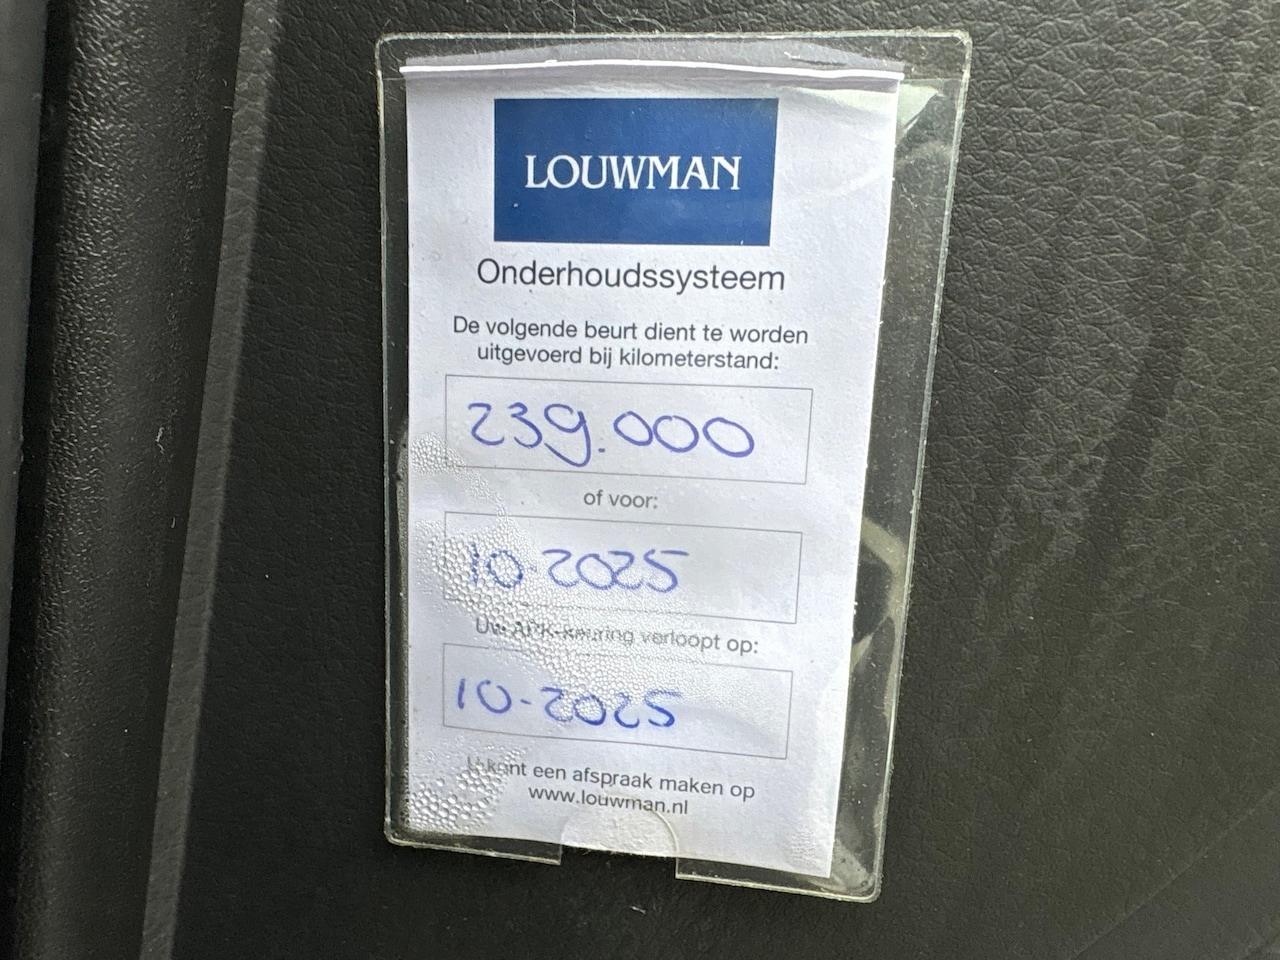 LOUWMAN
Onderhoudssysteem
De volgende beurt dient te worden
uitgevoerd bij kilometerstand:
239.000
of voor:
10-2025
Uw APK-keuring verloopt op:
10-2025
U kunt een afspraak maken op
www.louwman.nl